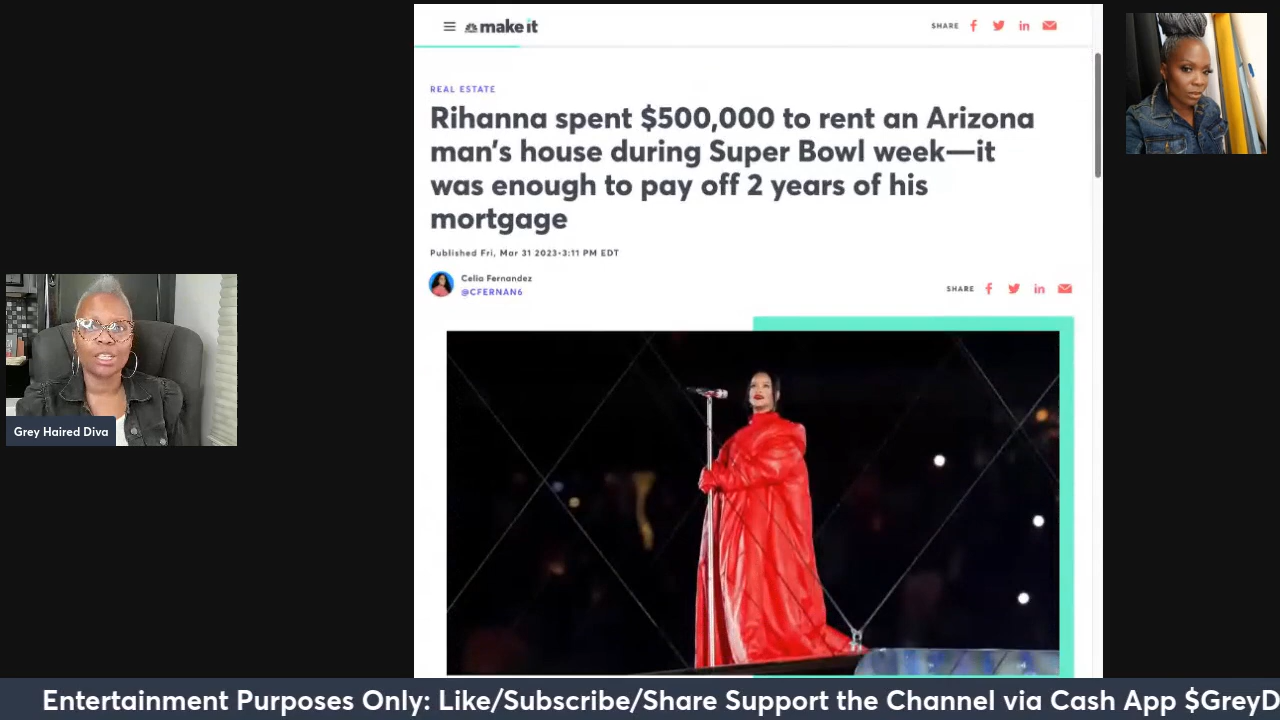 make it
SHARE
REAL ESTATE
Rihanna spent $500,000 to rent an Arizona
man's house during Super Bowl week—it
was enough to pay off 2 years of his
mortgage
Published Fri, Mar 31 2023•3:11 PM EDT
Celia Fernandez
@CFERNAN6
SHARE
Grey Haired Diva
Entertainment Purposes Only: Like/Subscribe/Share Support the Channel via Cash App $GreyD